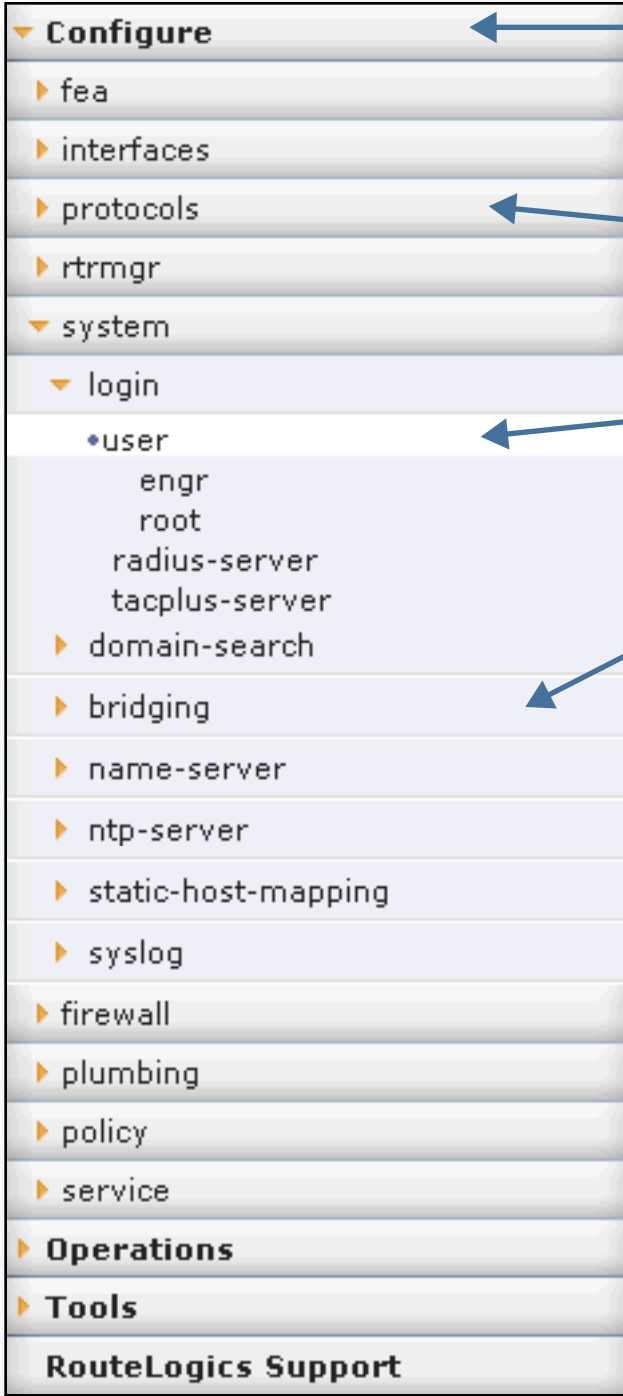 Configure
fea
interfaces
protocols
rtrmgr
system
login
user
engr
root
radius-server
tacplus-server
domain-search
bridging
name-server
ntp-server
static-host-mapping
syslog
firewall
plumbing
policy
service
Operations
Tools
RouteLogics Support